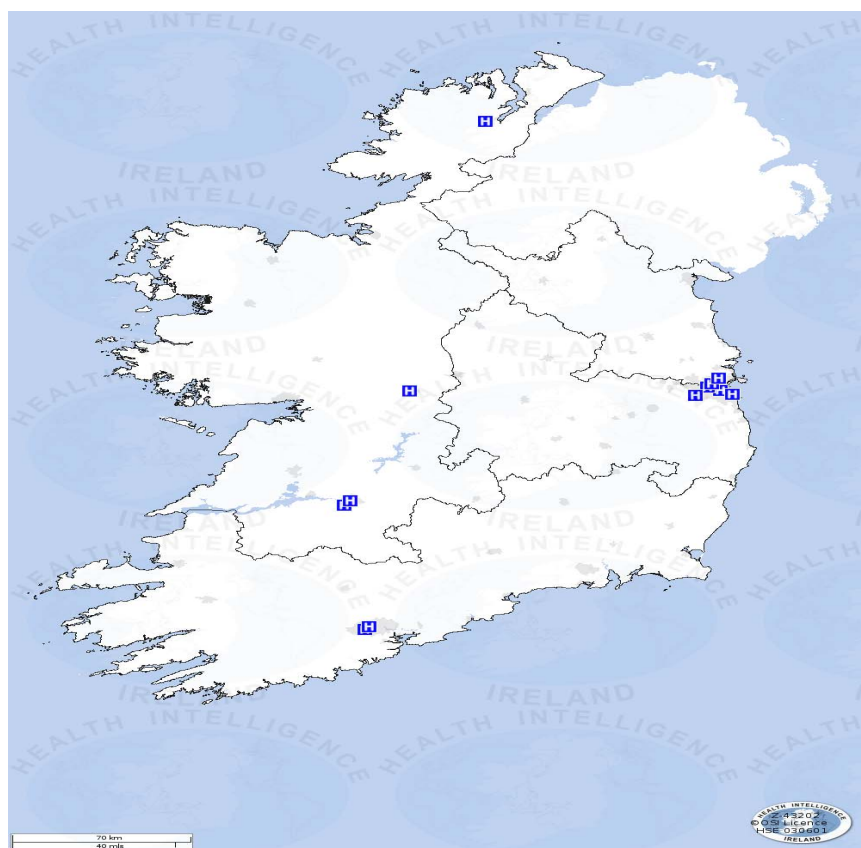 HEALTH INTELLIGENCE
IRELAND
H
H
H
H
H
H
H
H
70 km
40 mls
HEALTH INTELLIGENCE
Z 43202
© OSI Licence
HSE 030601
IRELAND